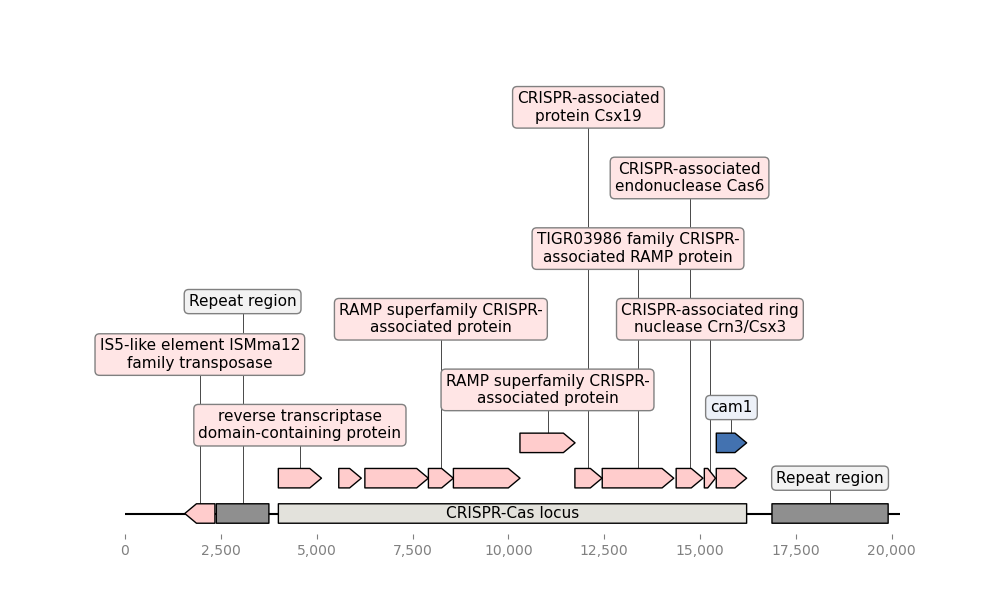 CRISPR-associated
protein Csx19
CRISPR-associated
endonuclease Cas6
TIGR03986 family CRISPR-
associated RAMP protein
Repeat region
RAMP superfamily CRISPR-
associated protein
CRISPR-associated ring
nuclease Crn3/Csx3
IS5-like element ISMma12
family transposase
RAMP superfamily CRISPR-
associated protein
cam1
reverse transcriptase
domain-containing protein
Repeat region
CRISPR-Cas locus
0
2,500
5,000
7,500
10,000
12,500
15,000
17,500
20,000